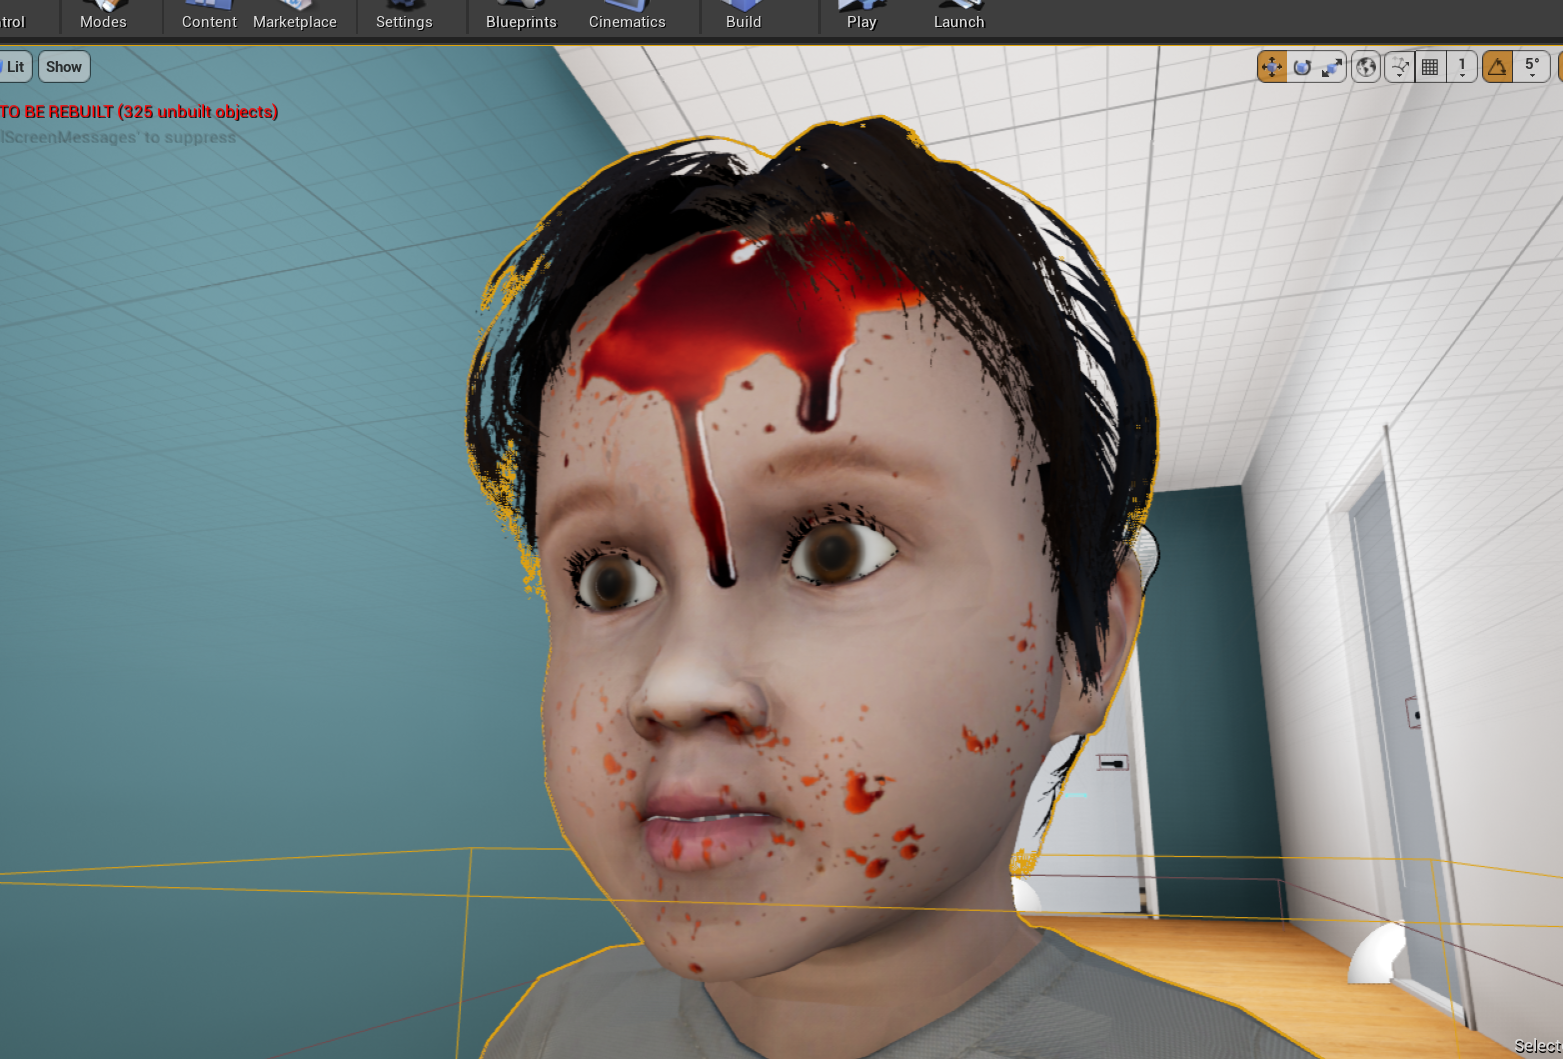 trol Modes Content Marketplace Settings Blueprints Cinematics Build Play Launch
Lit Show 1 5°
TO BE REBUILT (325 unbuilt objects)
lScreenMessages' to suppress
Select